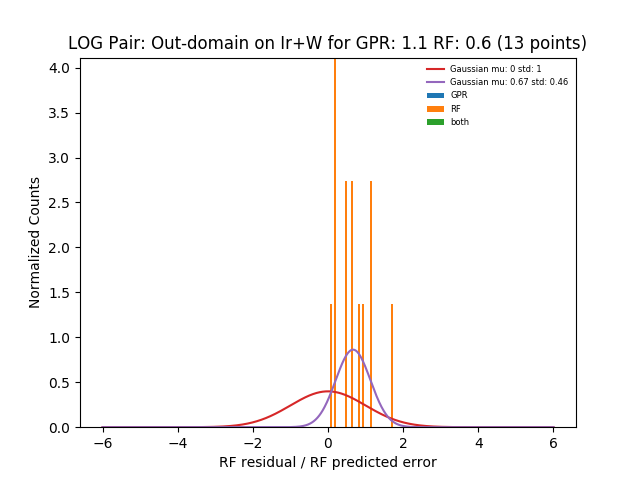 LOG Pair: Out-domain on Ir+W for GPR: 1.1 RF: 0.6 (13 points)
Gaussian mu: 0 std: 1
Gaussian mu: 0.67 std: 0.46
GPR
RF
both
Normalized Counts
4.0
3.5
3.0
2.5
2.0
1.5
1.0
0.5
0.0
−6 −4 −2 0 2 4 6
RF residual / RF predicted error